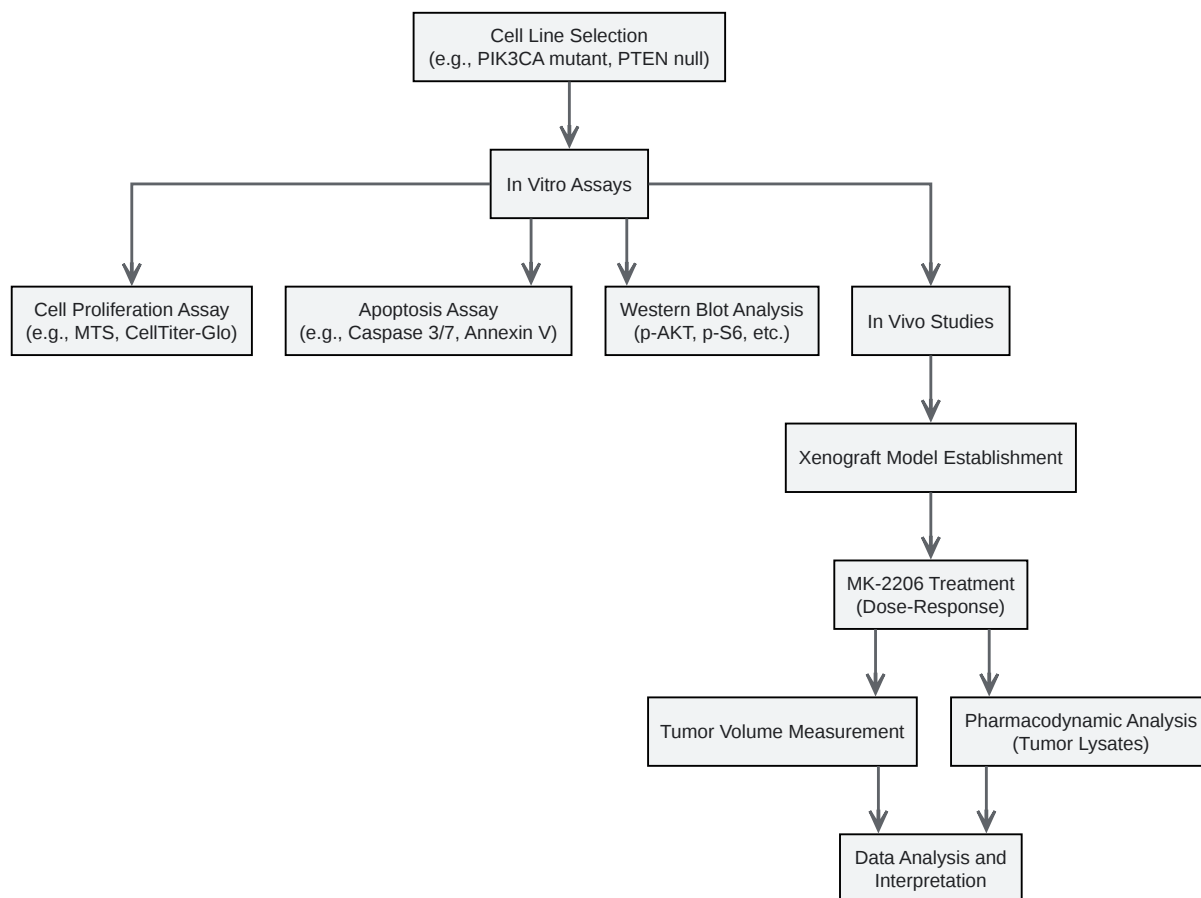 Cell Line Selection
(e.g., PIK3CA mutant, PTEN null)
In Vitro Assays
Cell Proliferation Assay
(e.g., MTS, CellTiter-Glo)
Apoptosis Assay
(e.g., Caspase 3/7, Annexin V)
Western Blot Analysis
(p-AKT, p-S6, etc.)
In Vivo Studies
Xenograft Model Establishment
MK-2206 Treatment
(Dose-Response)
Tumor Volume Measurement
Pharmacodynamic Analysis
(Tumor Lysates)
Data Analysis and
Interpretation